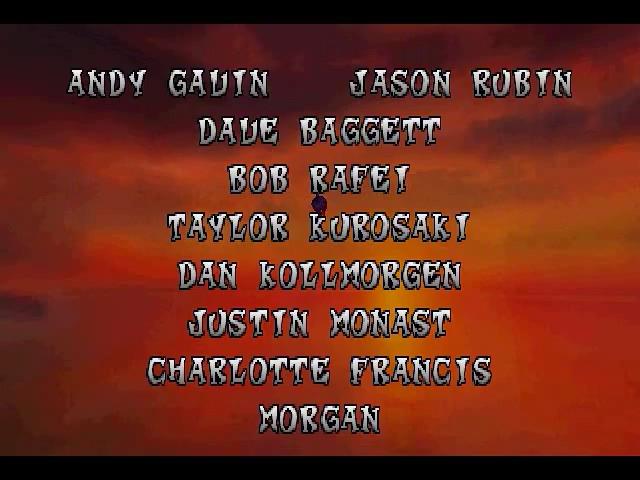 ANDY GAVIN JASON RUBIN
DAVE BAGGETT
BOB RAFEI
TAYLOR KUROSAKI
DAN KOLLMORGEN
JUSTIN MONAST
CHARLOTTE FRANCIS
MORGAN